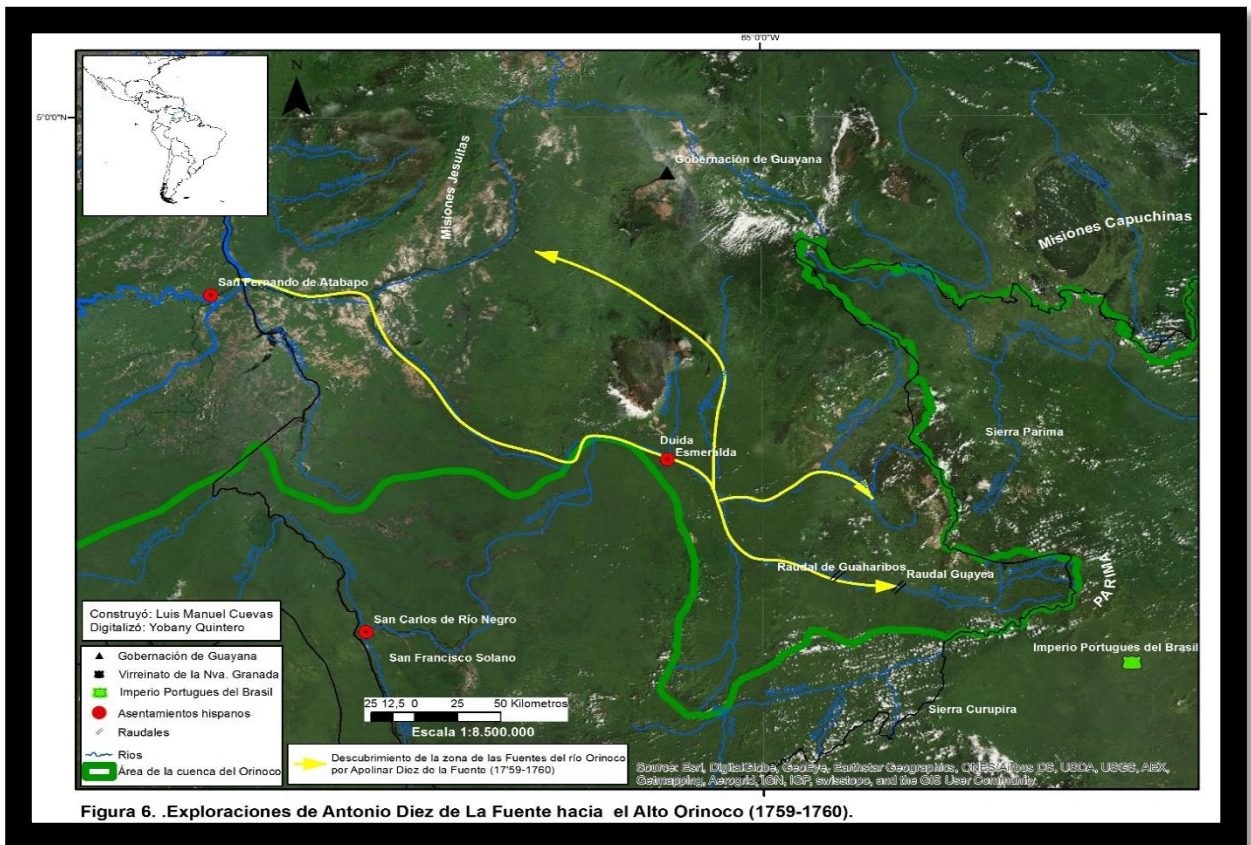 65°0'0"W
5°0'0"N
N
Misiones Jesuitas
Gobernación de Guayana
Misiones Capuchinas
San Fernando de Atabapo
Duida
Esmeralda
Sierra Parima
Raudal de Guaharibos
Raudal Guayea
PARIMA
San Carlos de Río Negro
San Francisco Solano
Imperio Portugues del Brasil
Sierra Curupira
Construyó: Luis Manuel Cuevas
Digitalizó: Yobany Quintero
Gobernación de Guayana
Virreinato de la Nva. Granada
Imperio Portugues del Brasil
Asentamientos hispanos
Raudales
Rios
Área de la cuenca del Orinoco
25 12,5 0 25 50 Kilometros
Escala 1:8.500.000
Descubrimiento de la zona de las Fuentes del río Orinoco
por Apolinar Diez de la Fuente (17'59-1760)
Source: Esri, DigitalGlobe, GeoEye, Earthstar Geographics, CNES/Airbus DS, USDA, USGS, AEX,
Getmapping, Aerogrid, IGN, IGP, swisstopo, and the GIS User Community
Figura 6. .Exploraciones de Antonio Diez de La Fuente hacia el Alto Orinoco (1759-1760).